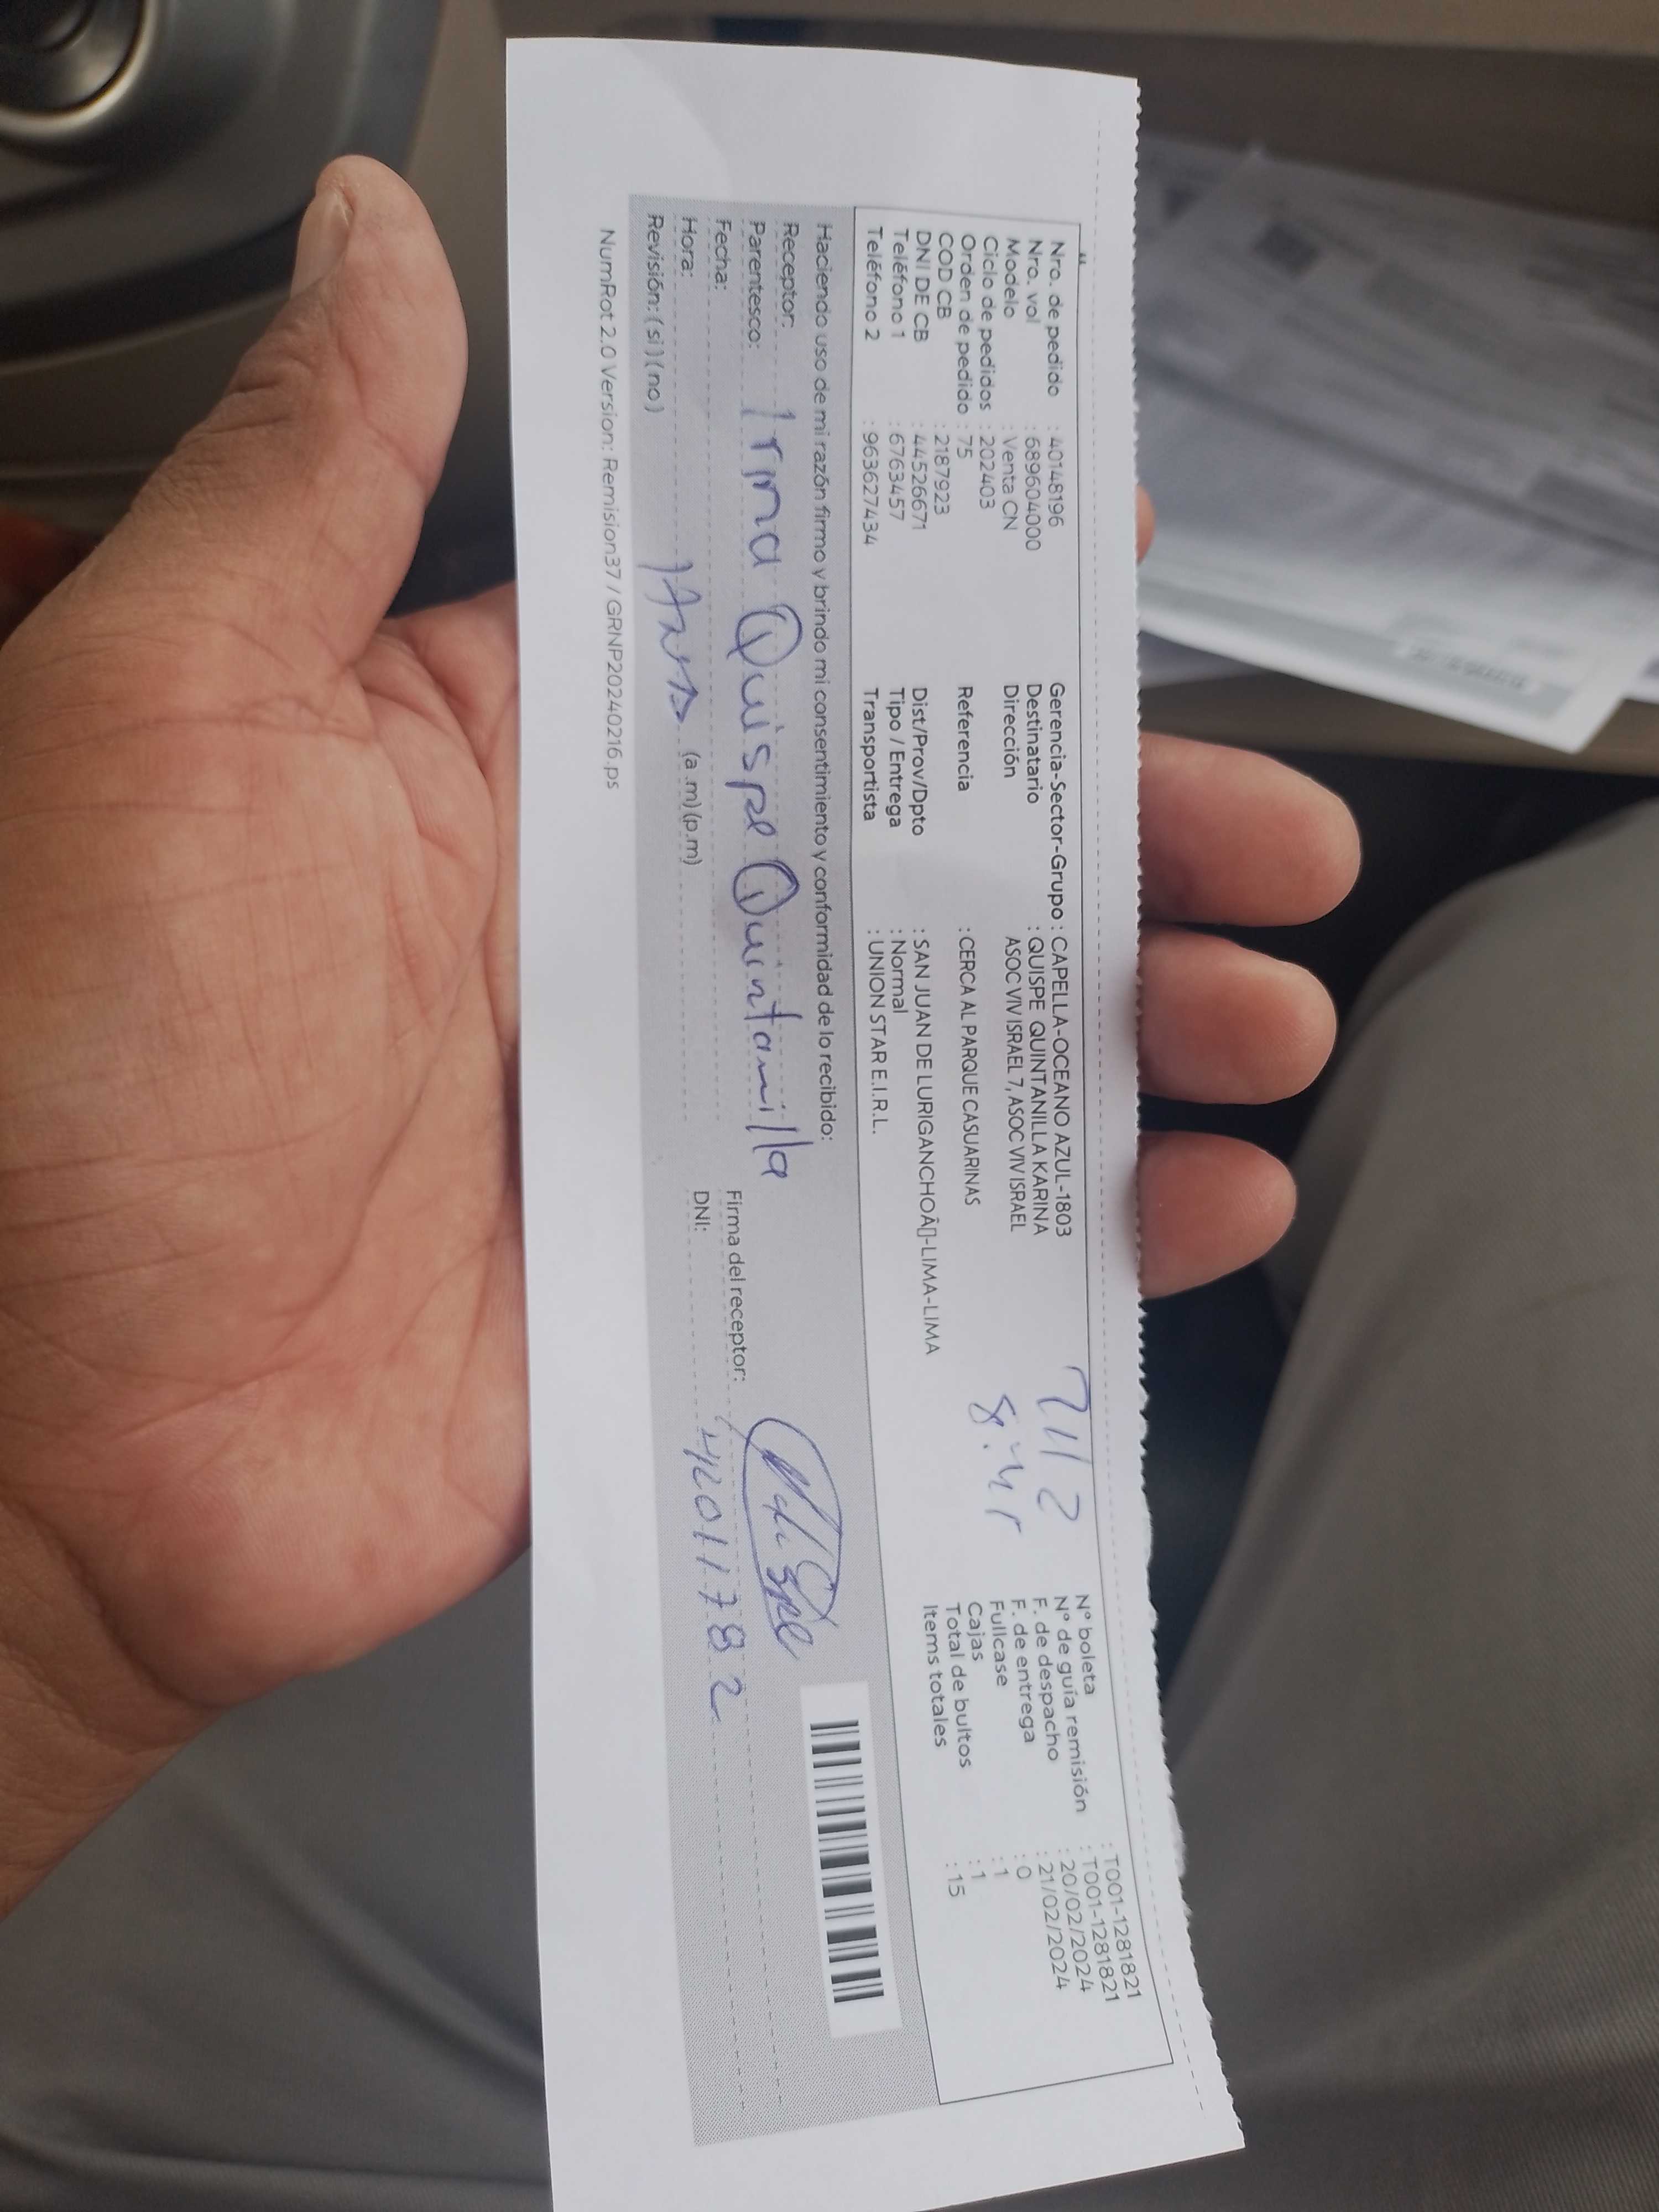 Nro. de pedido : 40148196
Nro. vol : 689604000
Modelo : Venta CN
Ciclo de pedidos : 202403
Orden de pedido : 75
COD CB : 2187923
DNI DE CB : 44526671
Teléfono 1 : 6763457
Teléfono 2 : 963627434
Gerencia-Sector-Grupo : CAPELLA-OCEANO AZUL-1803
Destinatario : QUISPE QUINTANILLA KARINA
Dirección ASOC VIV ISRAEL 7, ASOC VIV ISRAEL
Referencia : CERCA AL PARQUE CASUARINAS
Dist/Prov/Dpto : SAN JUAN DE LURIGANCHOÂ▯-LIMA-LIMA
Tipo / Entrega : Normal
Transportista : UNION STAR E.I.R.L.
N° boleta : T001-1281821
N° de guía remisión : T001-1281821
F. de despacho : 20/02/2024
F. de entrega : 21/02/2024
Fullcase : 0
Cajas : 1
Total de bultos : 1
Items totales : 15
Haciendo uso de mi razón firmo y brindo mi consentimiento y conformidad de lo recibido:
Receptor: Irma Quispe Quintanilla
Parentesco:
Fecha:
Hora: (a .m)(p.m)
Revisión: (si)(no)
Firma del receptor:
DNI: 42011782
NumRot 2.0 Version: Remision37 / GRNP20240216.ps